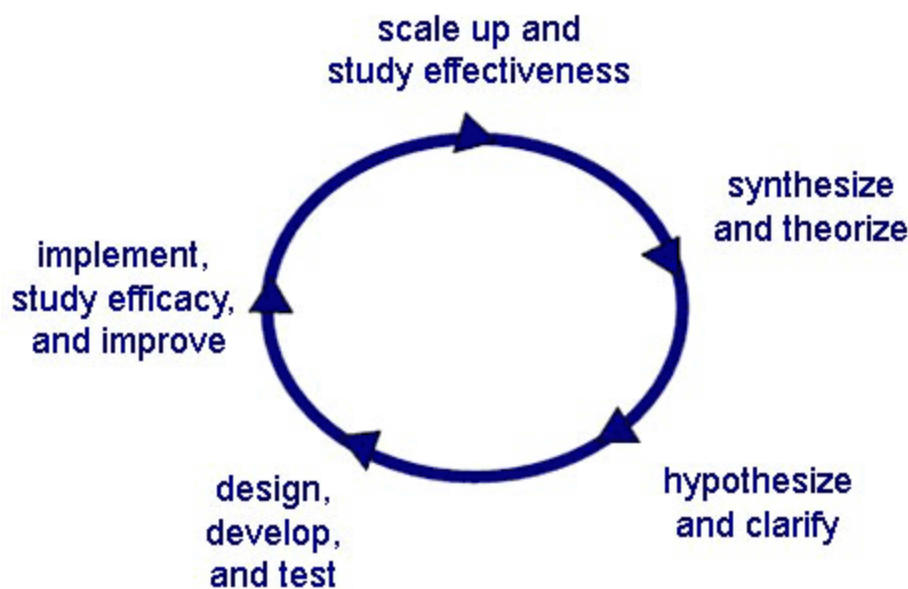 scale up and
study effectiveness
synthesize
and theorize
hypothesize
and clarify
design,
develop,
and test
implement,
study efficacy,
and improve